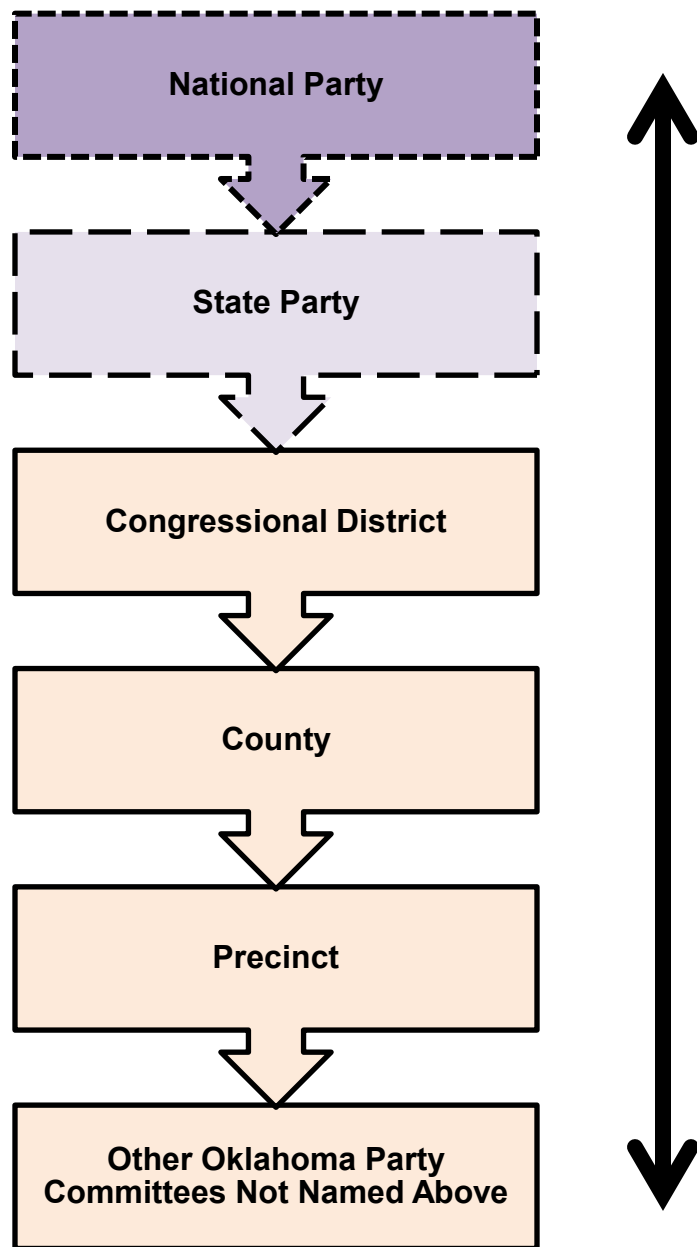 National Party
State Party
Congressional District
County
Precinct
Other Oklahoma Party
Committees Not Named Above